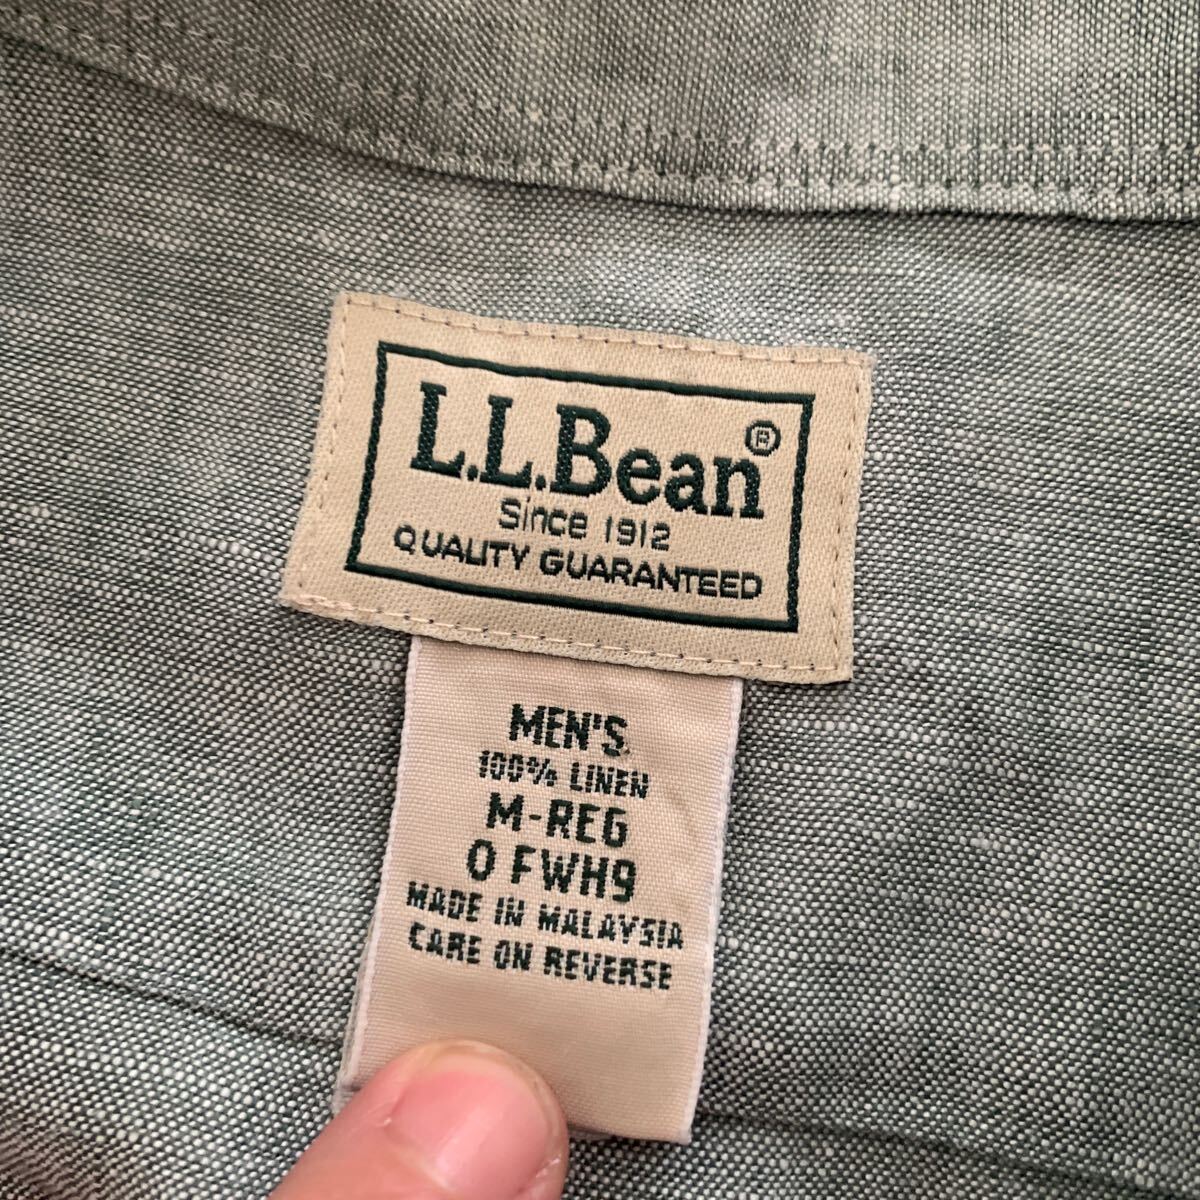 L.L.Bean®
Since 1912
QUALITY GUARANTEED
MEN'S
100% LINEN
M-REG
0 FWH9
MADE IN MALAYSIA
CARE ON REVERSE